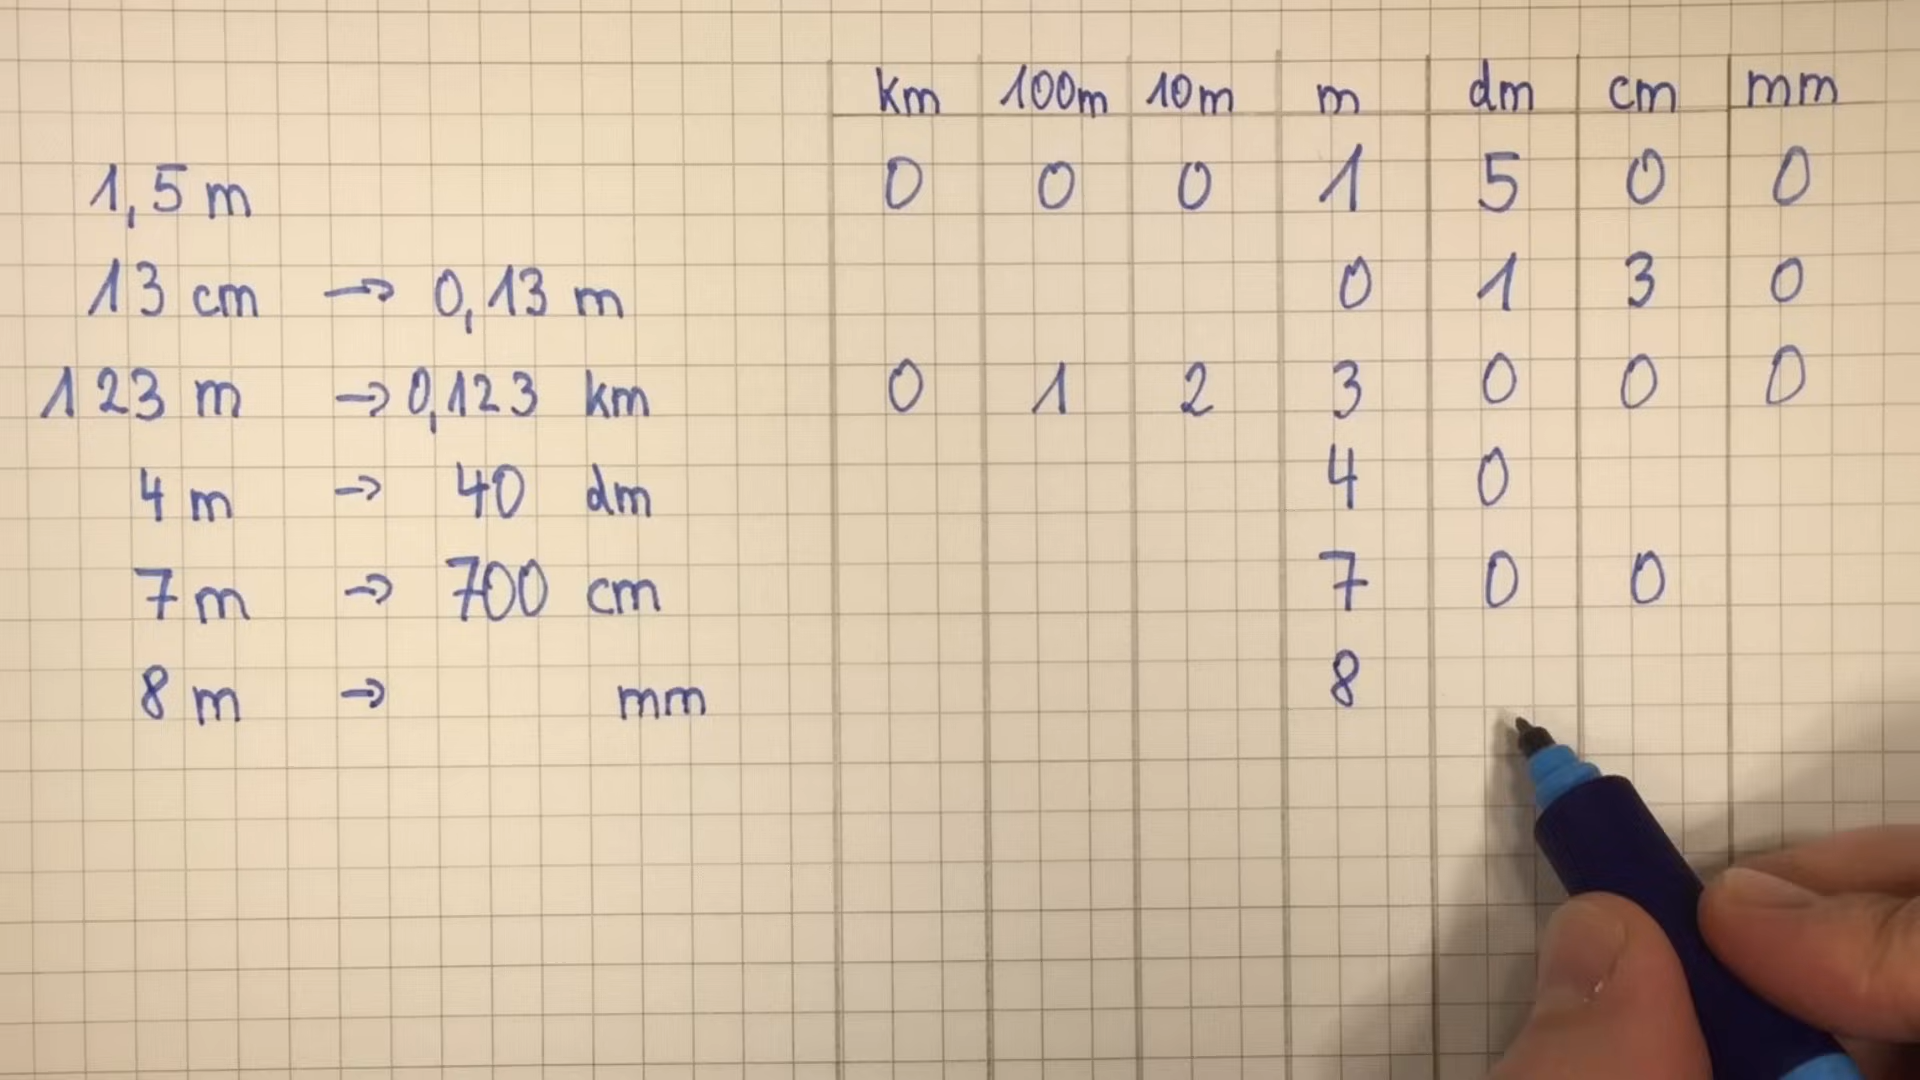 km 100m 10m m dm cm mm
1,5 m 0 0 0 1 5 0 0
13 cm → 0,13 m 0 1 3 0
123 m → 0,123 km 0 1 2 3 0 0 0
4 m → 40 dm 4 0
7 m → 700 cm 7 0 0
8 m → mm 8